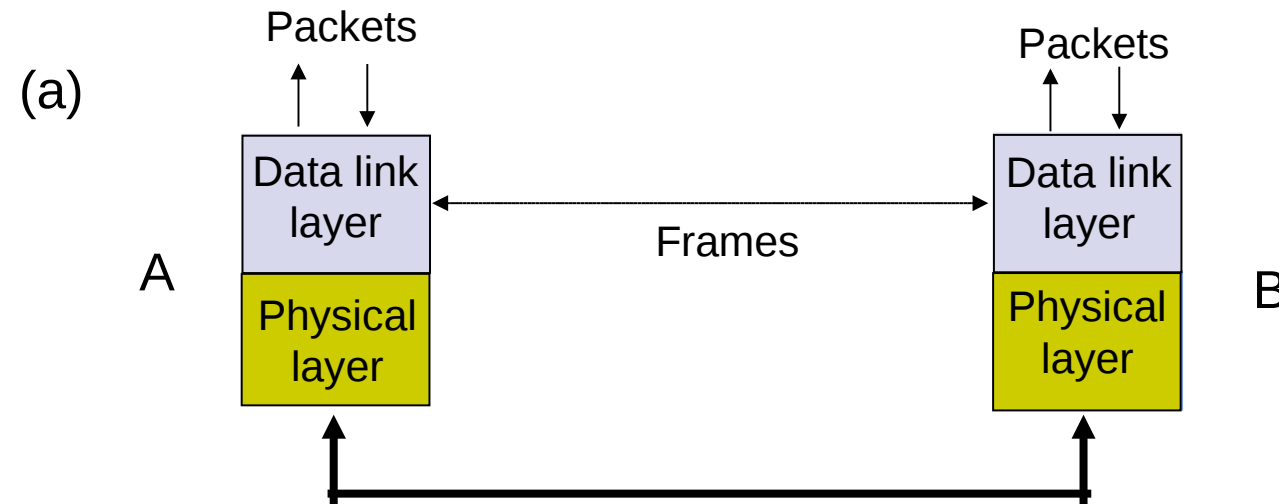 Packets
Packets
(a)
Data link
layer
Data link
layer
Frames
A
B
Physical
layer
Physical
layer